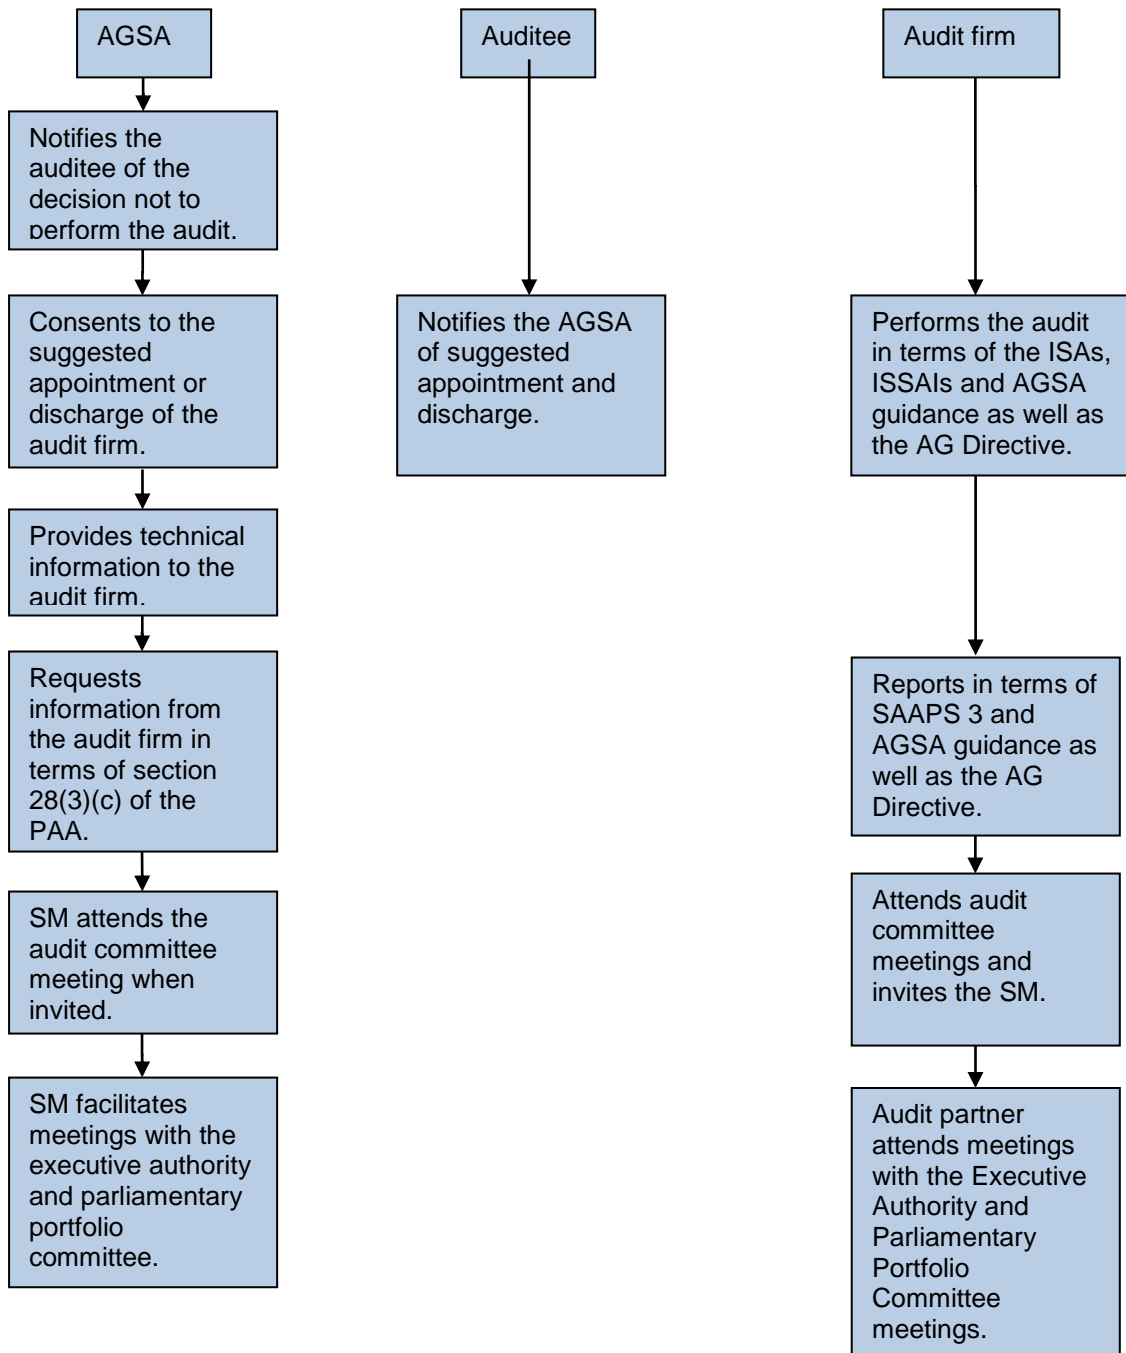 AGSA
Notifies the
auditee of the
decision not to
perform the audit.
Consents to the
suggested
appointment or
discharge of the
audit firm.
Provides technical
information to the
audit firm.
Requests
information from
the audit firm in
terms of section
28(3)(c) of the
PAA.
SM attends the
audit committee
meeting when
invited.
SM facilitates
meetings with the
executive authority
and parliamentary
portfolio
committee.
Auditee
Notifies the AGSA
of suggested
appointment and
discharge.
Audit firm
Performs the audit
in terms of the ISAs,
ISSAIs and AGSA
guidance as well as
the AG Directive.
Reports in terms of
SAAPS 3 and
AGSA guidance as
well as the AG
Directive.
Attends audit
committee
meetings and
invites the SM.
Audit partner
attends meetings
with the Executive
Authority and
Parliamentary
Portfolio
Committee
meetings.